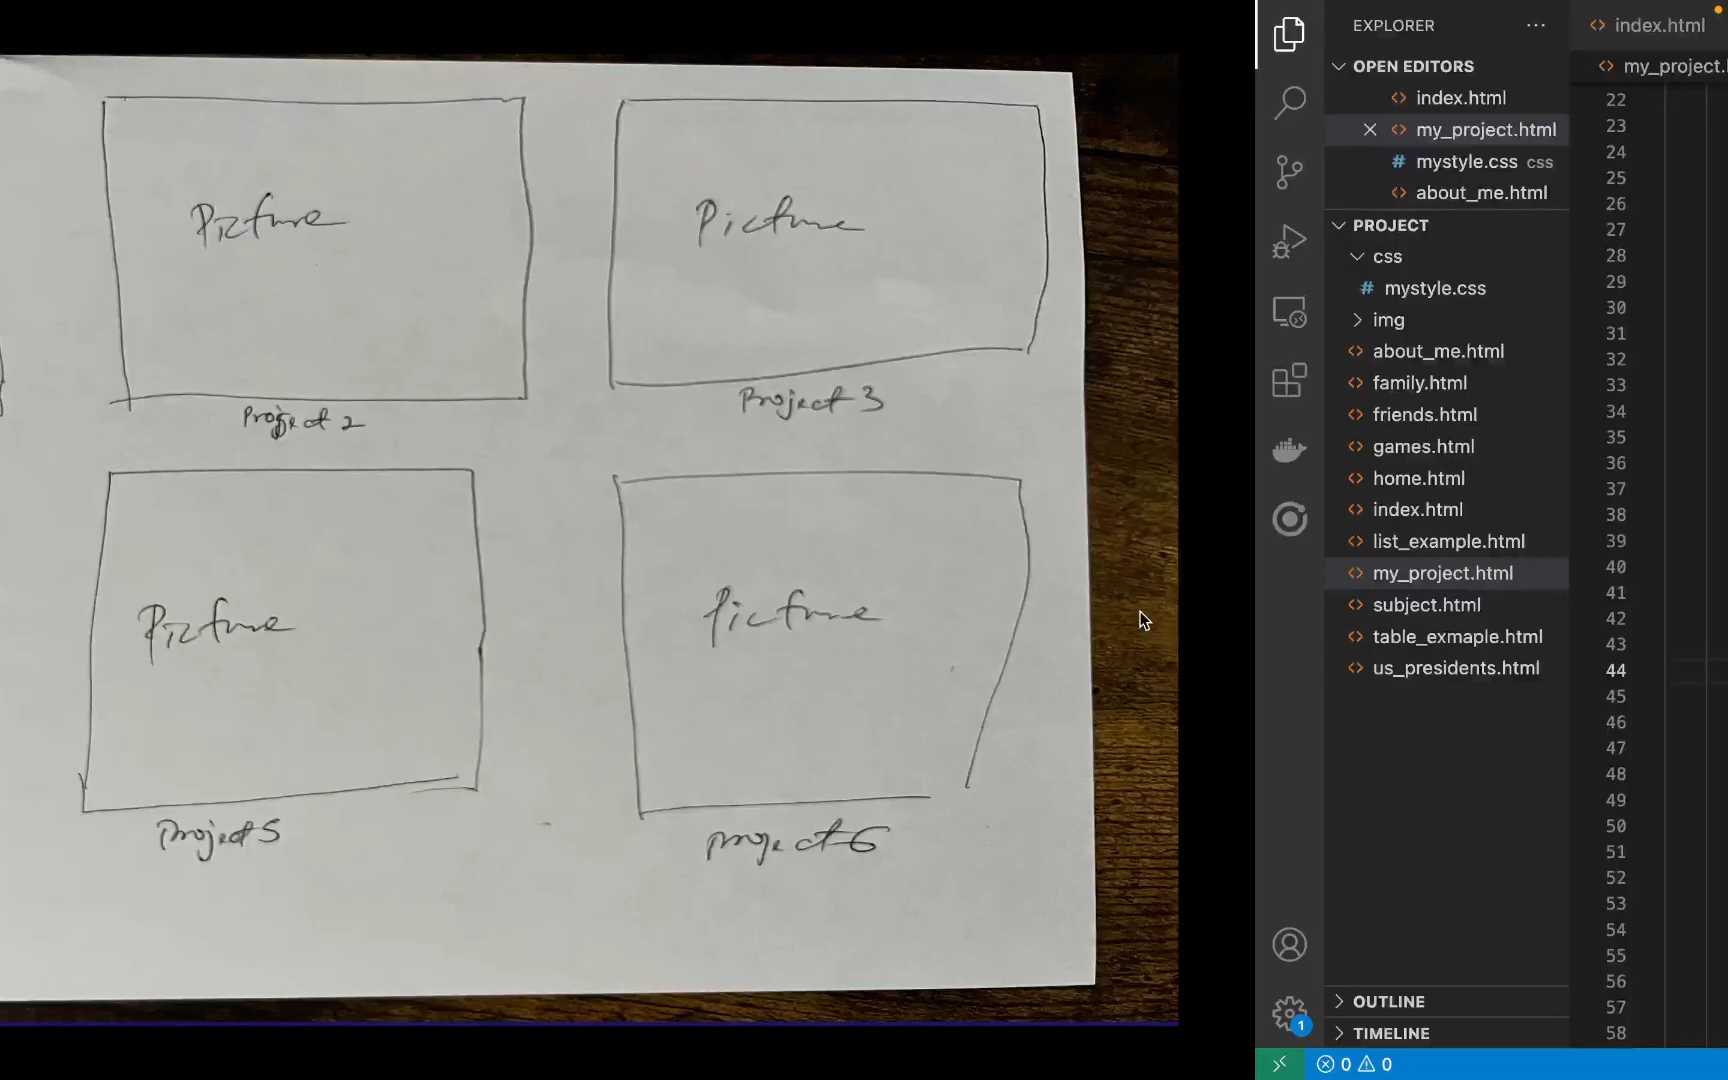 Picture
Picture
Project 2
Project 3
Picture
Picture
Project 5
project 6
EXPLORER
index.html
OPEN EDITORS
my_project.
index.html
my_project.html
mystyle.css css
about_me.html
PROJECT
css
mystyle.css
img
about_me.html
family.html
friends.html
games.html
home.html
index.html
list_example.html
my_project.html
subject.html
table_exmaple.html
us_presidents.html
OUTLINE
TIMELINE
22
23
24
25
26
27
28
29
30
31
32
33
34
35
36
37
38
39
40
41
42
43
44
45
46
47
48
49
50
51
52
53
54
55
56
57
58
1
0 0